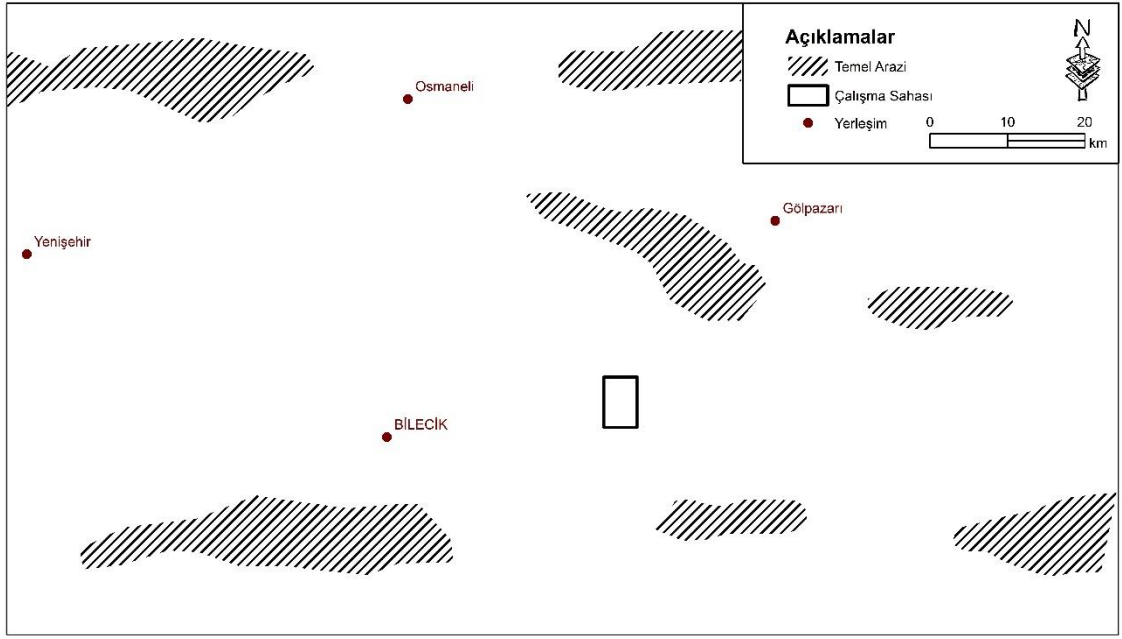 Açıklamalar
N
Temel Arazi
Çalışma Sahası
Yerleşim
0 10 20
km
Osmaneli
Gölpazarı
Yenişehir
BİLECİK